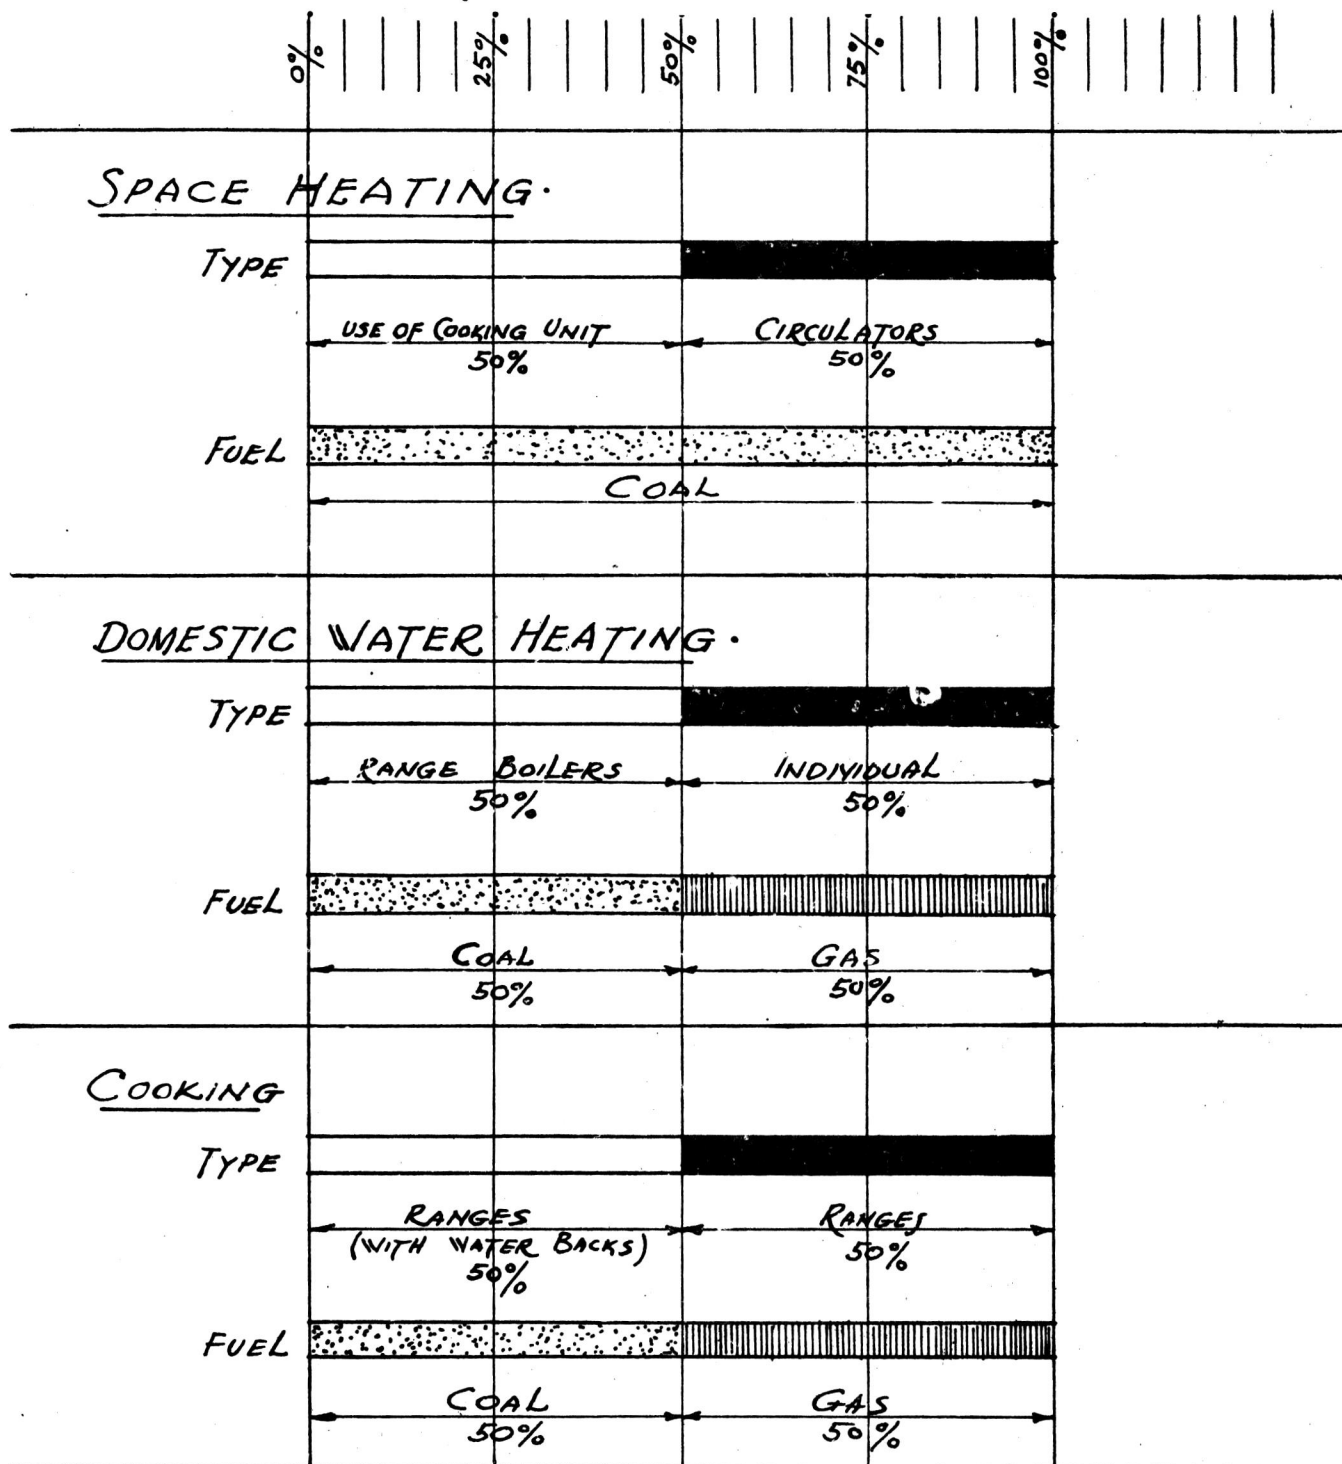 0% 25% 50% 75% 100%
SPACE HEATING.
TYPE
USE OF COOKING UNIT CIRCULATORS
50% 50%
FUEL
COAL
DOMESTIC WATER HEATING.
TYPE
RANGE BOILERS INDIVIDUAL
50% 50%
FUEL
COAL GAS
50% 50%
COOKING
TYPE
RANGES RANGES
(WITH WATER BACKS) 50%
50%
FUEL
COAL GAS
50% 50%